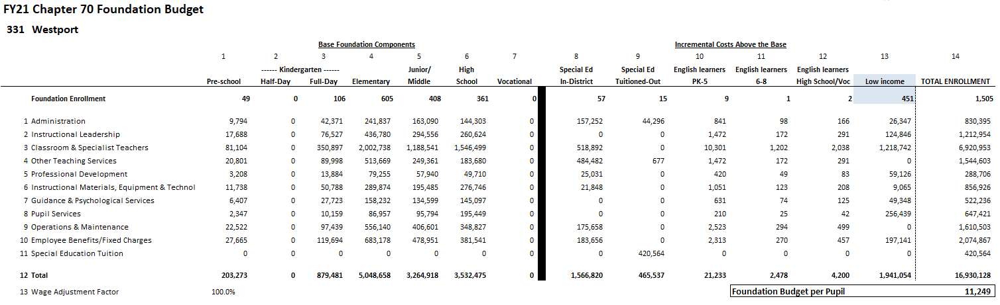 FY21 Chapter 70 Foundation Budget
331 Westport
Base Foundation Components Incremental Costs Above the Base
1 2 3 4 5 6 7 8 9 10 11 12 13 14
------ Kindergarten ------ Junior/ High Special Ed Special Ed English learners English learners English learners
Pre-school Half-Day Full-Day Elementary Middle School Vocational In-District Tuitioned-Out PK-5 6-8 High School/Voc Low income TOTAL ENROLLMENT
Foundation Enrollment 49 0 106 605 408 361 0 57 15 9 1 2 451 1,505
1 Administration 9,794 0 42,371 241,837 163,090 144,303 0 157,252 44,296 841 98 166 26,347 830,395
2 Instructional Leadership 17,688 0 76,527 436,780 294,556 260,624 0 0 0 1,472 172 291 124,846 1,212,954
3 Classroom & Specialist Teachers 81,104 0 350,897 2,002,738 1,188,541 1,546,499 0 518,892 0 10,301 1,202 2,038 1,218,742 6,920,953
4 Other Teaching Services 20,801 0 89,998 513,669 249,361 183,680 0 484,482 677 1,472 172 291 0 1,544,603
5 Professional Development 3,208 0 13,884 79,255 57,940 49,710 0 25,031 0 420 49 83 59,126 288,706
6 Instructional Materials, Equipment & Technol 11,738 0 50,788 289,874 195,485 276,746 0 21,848 0 1,051 123 208 9,065 856,926
7 Guidance & Psychological Services 6,407 0 27,723 158,232 134,599 145,097 0 0 0 631 74 125 49,348 522,236
8 Pupil Services 2,347 0 10,159 86,957 95,794 195,449 0 0 0 210 25 42 256,439 647,421
9 Operations & Maintenance 22,522 0 97,439 556,140 406,601 348,827 0 175,658 0 2,523 294 499 0 1,610,503
10 Employee Benefits/Fixed Charges 27,665 0 119,694 683,178 478,951 381,541 0 183,656 0 2,313 270 457 197,141 2,074,867
11 Special Education Tuition 0 0 0 0 0 0 0 0 420,564 0 0 0 0 420,564
12 Total 203,273 0 879,481 5,048,658 3,264,918 3,532,475 0 1,566,820 465,537 21,233 2,478 4,200 1,941,054 16,930,128
13 Wage Adjustment Factor 100.0% Foundation Budget per Pupil 11,249